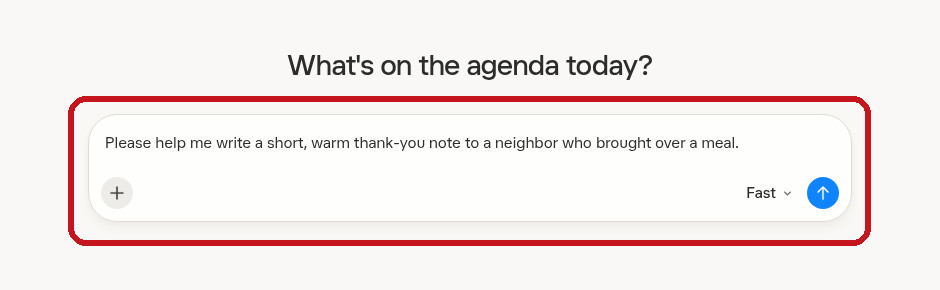 What's on the agenda today?
Please help me write a short, warm thank-you note to a neighbor who brought over a meal.
Fast